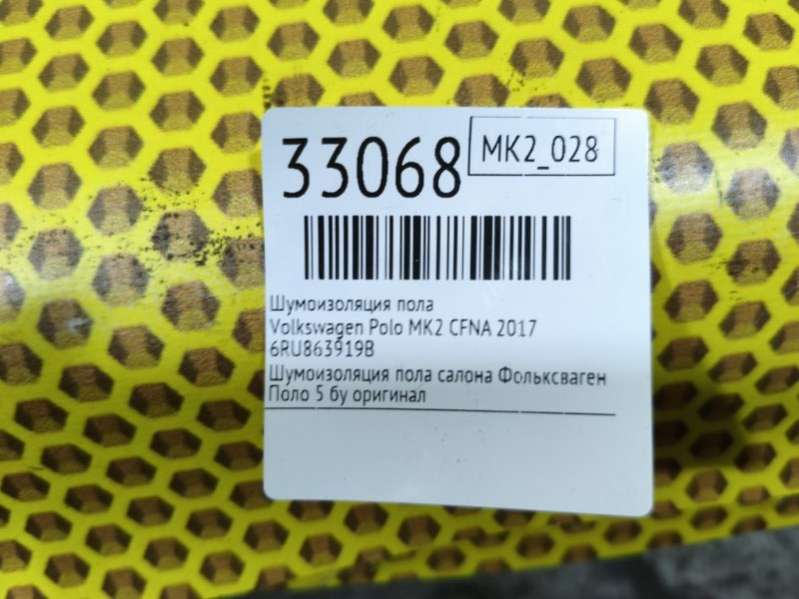 33068
MK2_028
Шумоизоляция пола
Volkswagen Polo MK2 CFNA 2017
6RU863919B
Шумоизоляция пола салона Фольксваген
Поло 5 бу оригинал